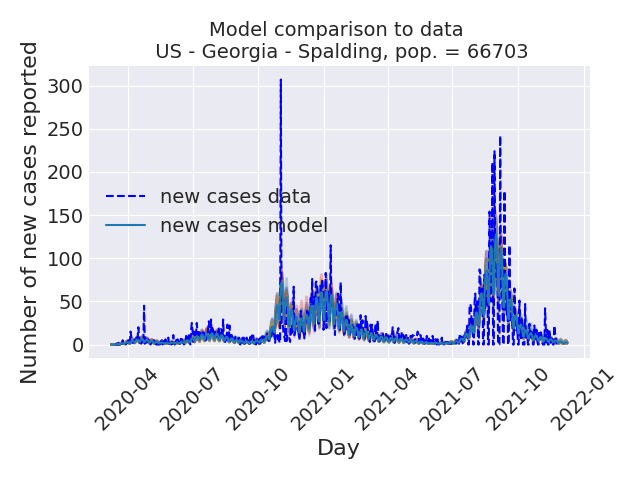 Model comparison to data
US - Georgia - Spalding, pop. = 66703
Number of new cases reported
300
250
200
150
100
50
0
new cases data
new cases model
2020-04
2020-07
2020-10
2021-01
2021-04
2021-07
2021-10
2022-01
Day